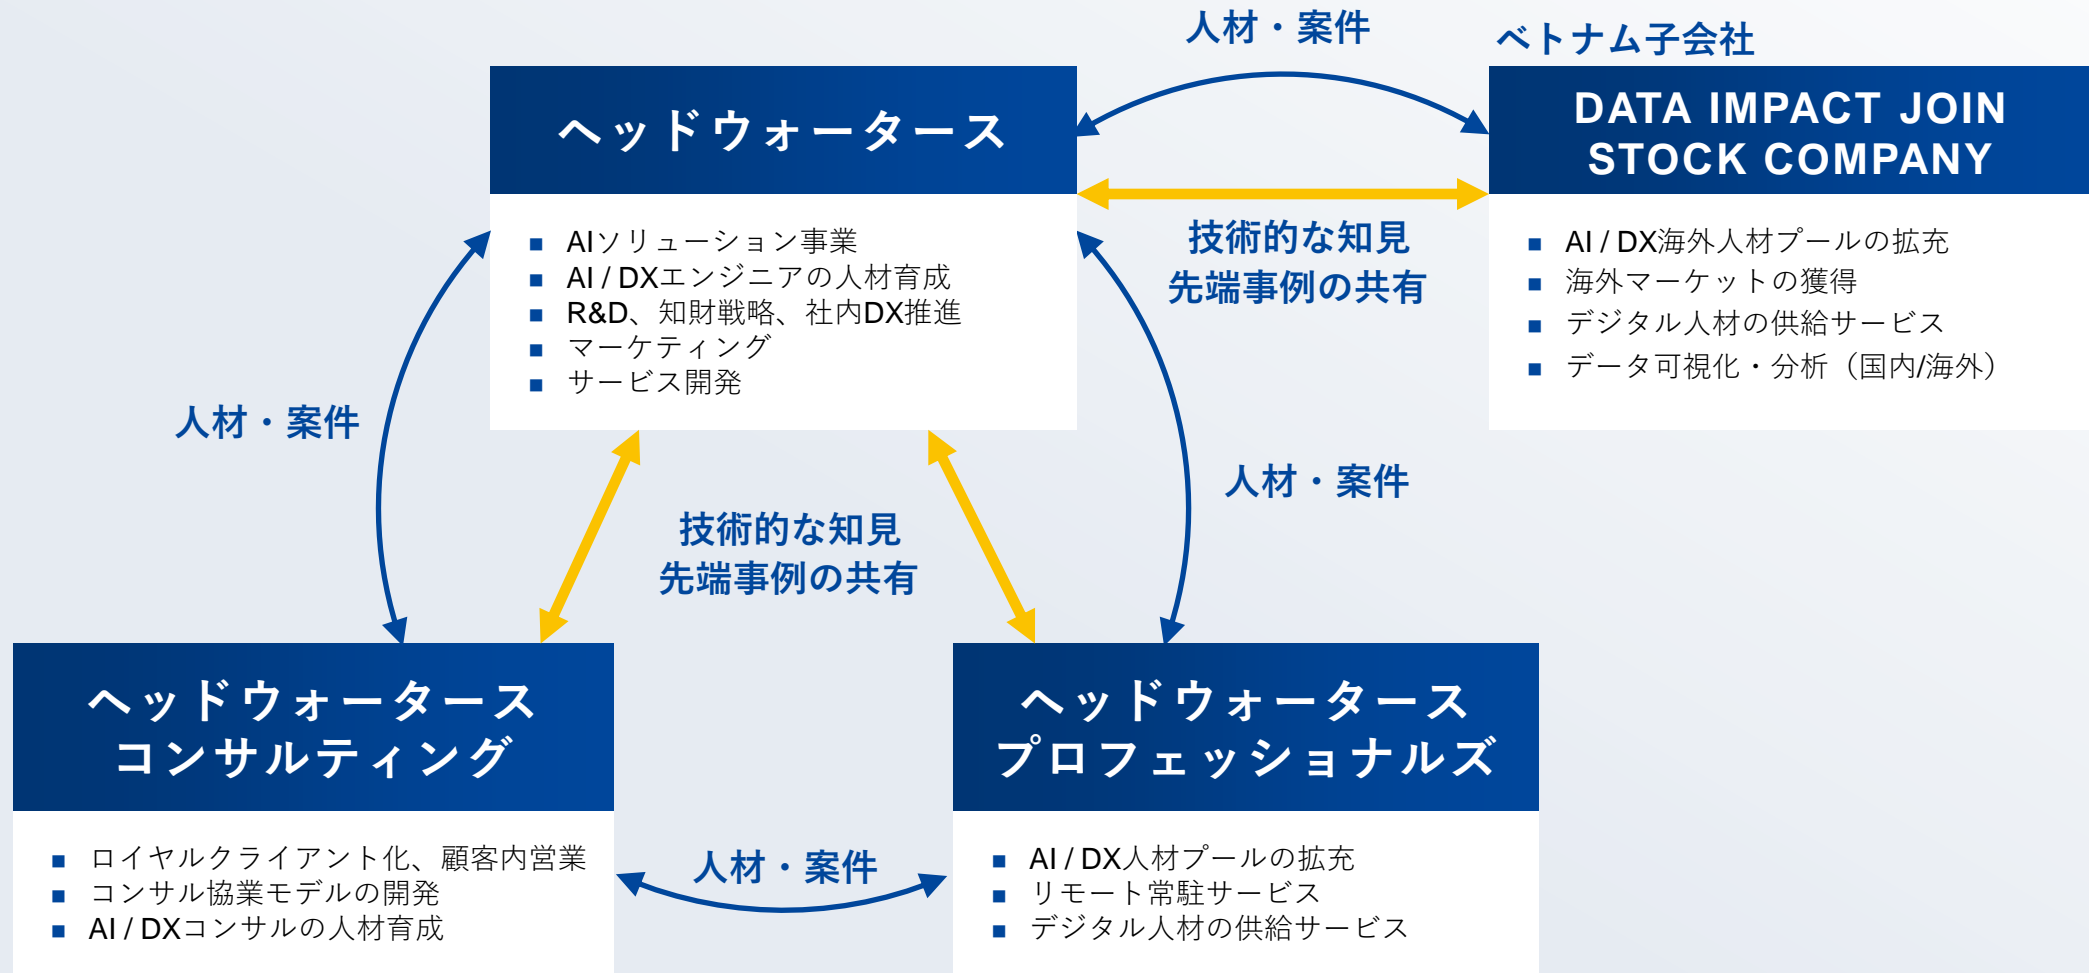 人材・案件
ベトナム子会社
ヘッドウォータース
DATA IMPACT JOIN
STOCK COMPANY
AIソリューション事業
AI / DXエンジニアの人材育成
R&D、知財戦略、社内DX推進
マーケティング
サービス開発
技術的な知見
先端事例の共有
AI / DX海外人材プールの拡充
海外マーケットの獲得
デジタル人材の供給サービス
データ可視化・分析（国内/海外）
人材・案件
人材・案件
技術的な知見
先端事例の共有
ヘッドウォータース
コンサルティング
ロイヤルクライアント化、顧客内営業
コンサル協業モデルの開発
AI / DXコンサルの人材育成
人材・案件
ヘッドウォータース
プロフェッショナルズ
AI / DX人材プールの拡充
リモート常駐サービス
デジタル人材の供給サービス